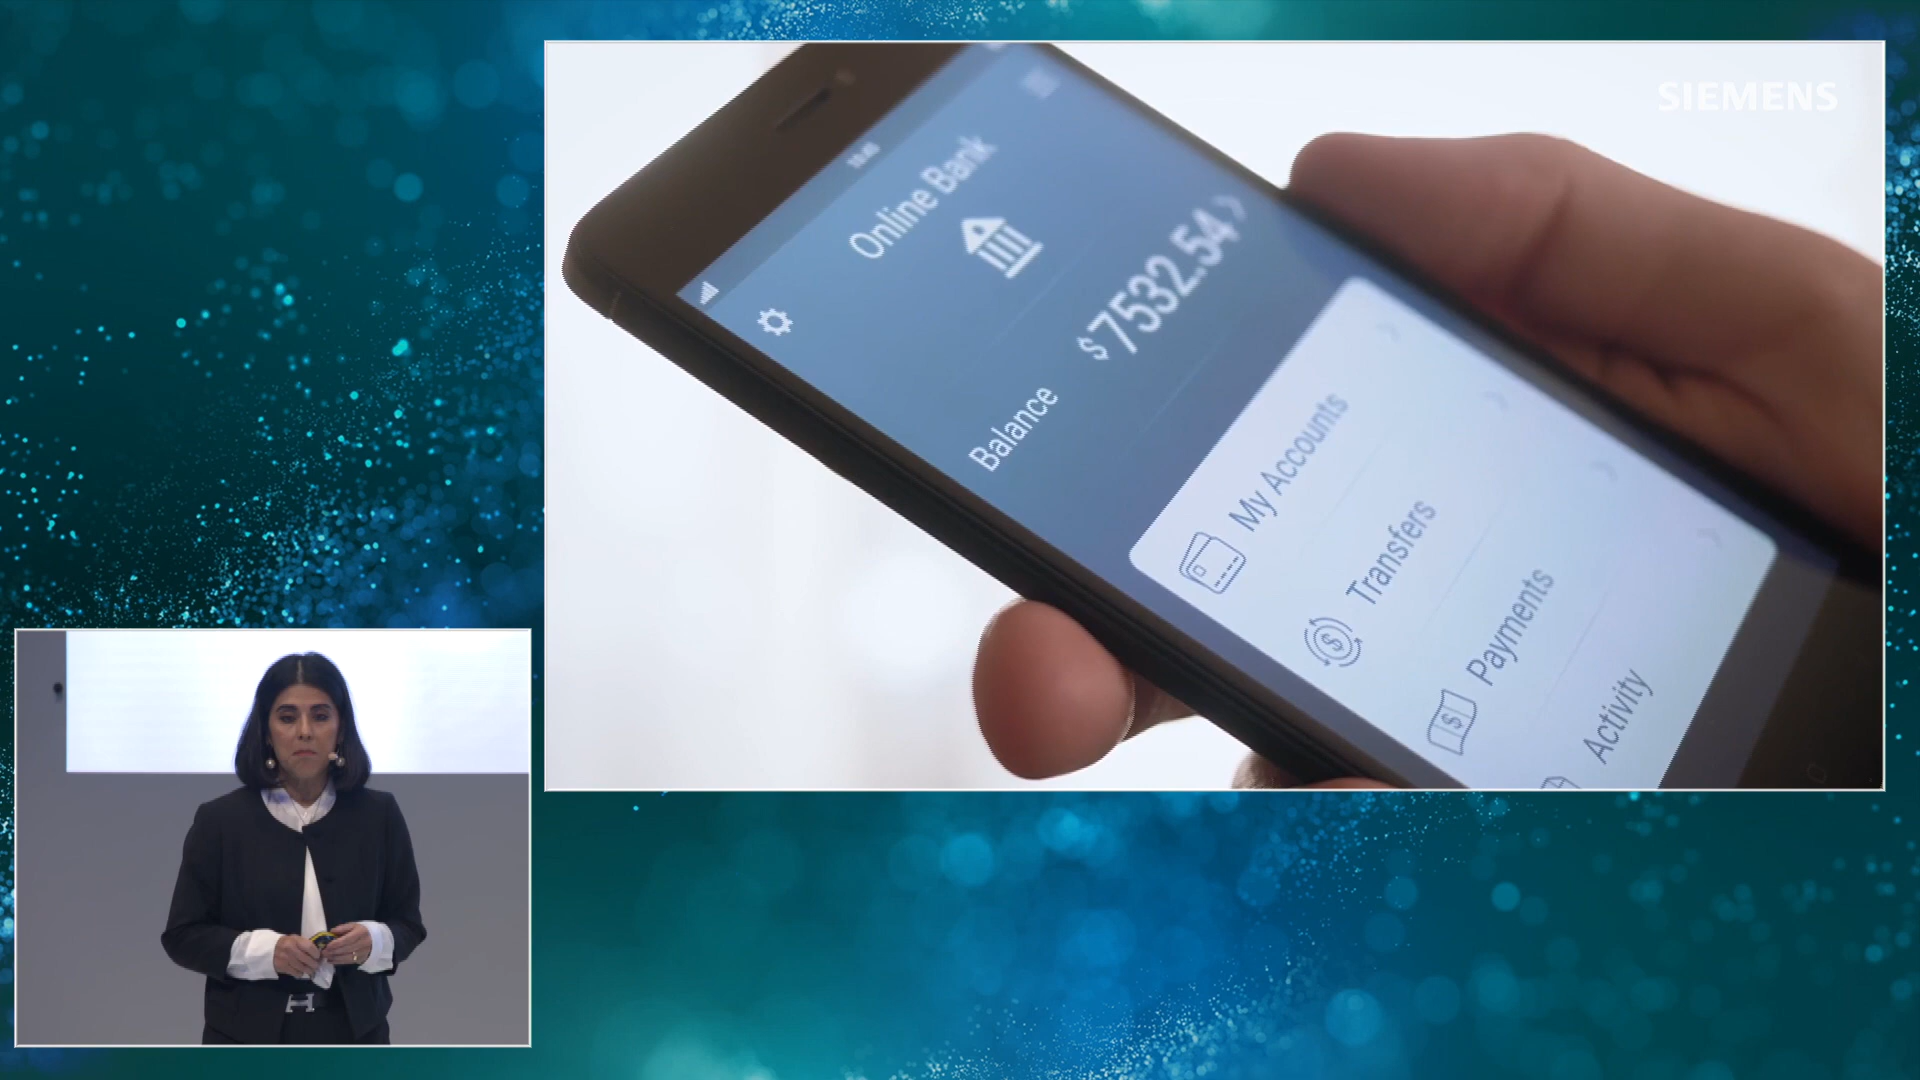 SIEMENS
Online Bank
Balance $ 7532.54
My Accounts
Transfers
Payments
Activity